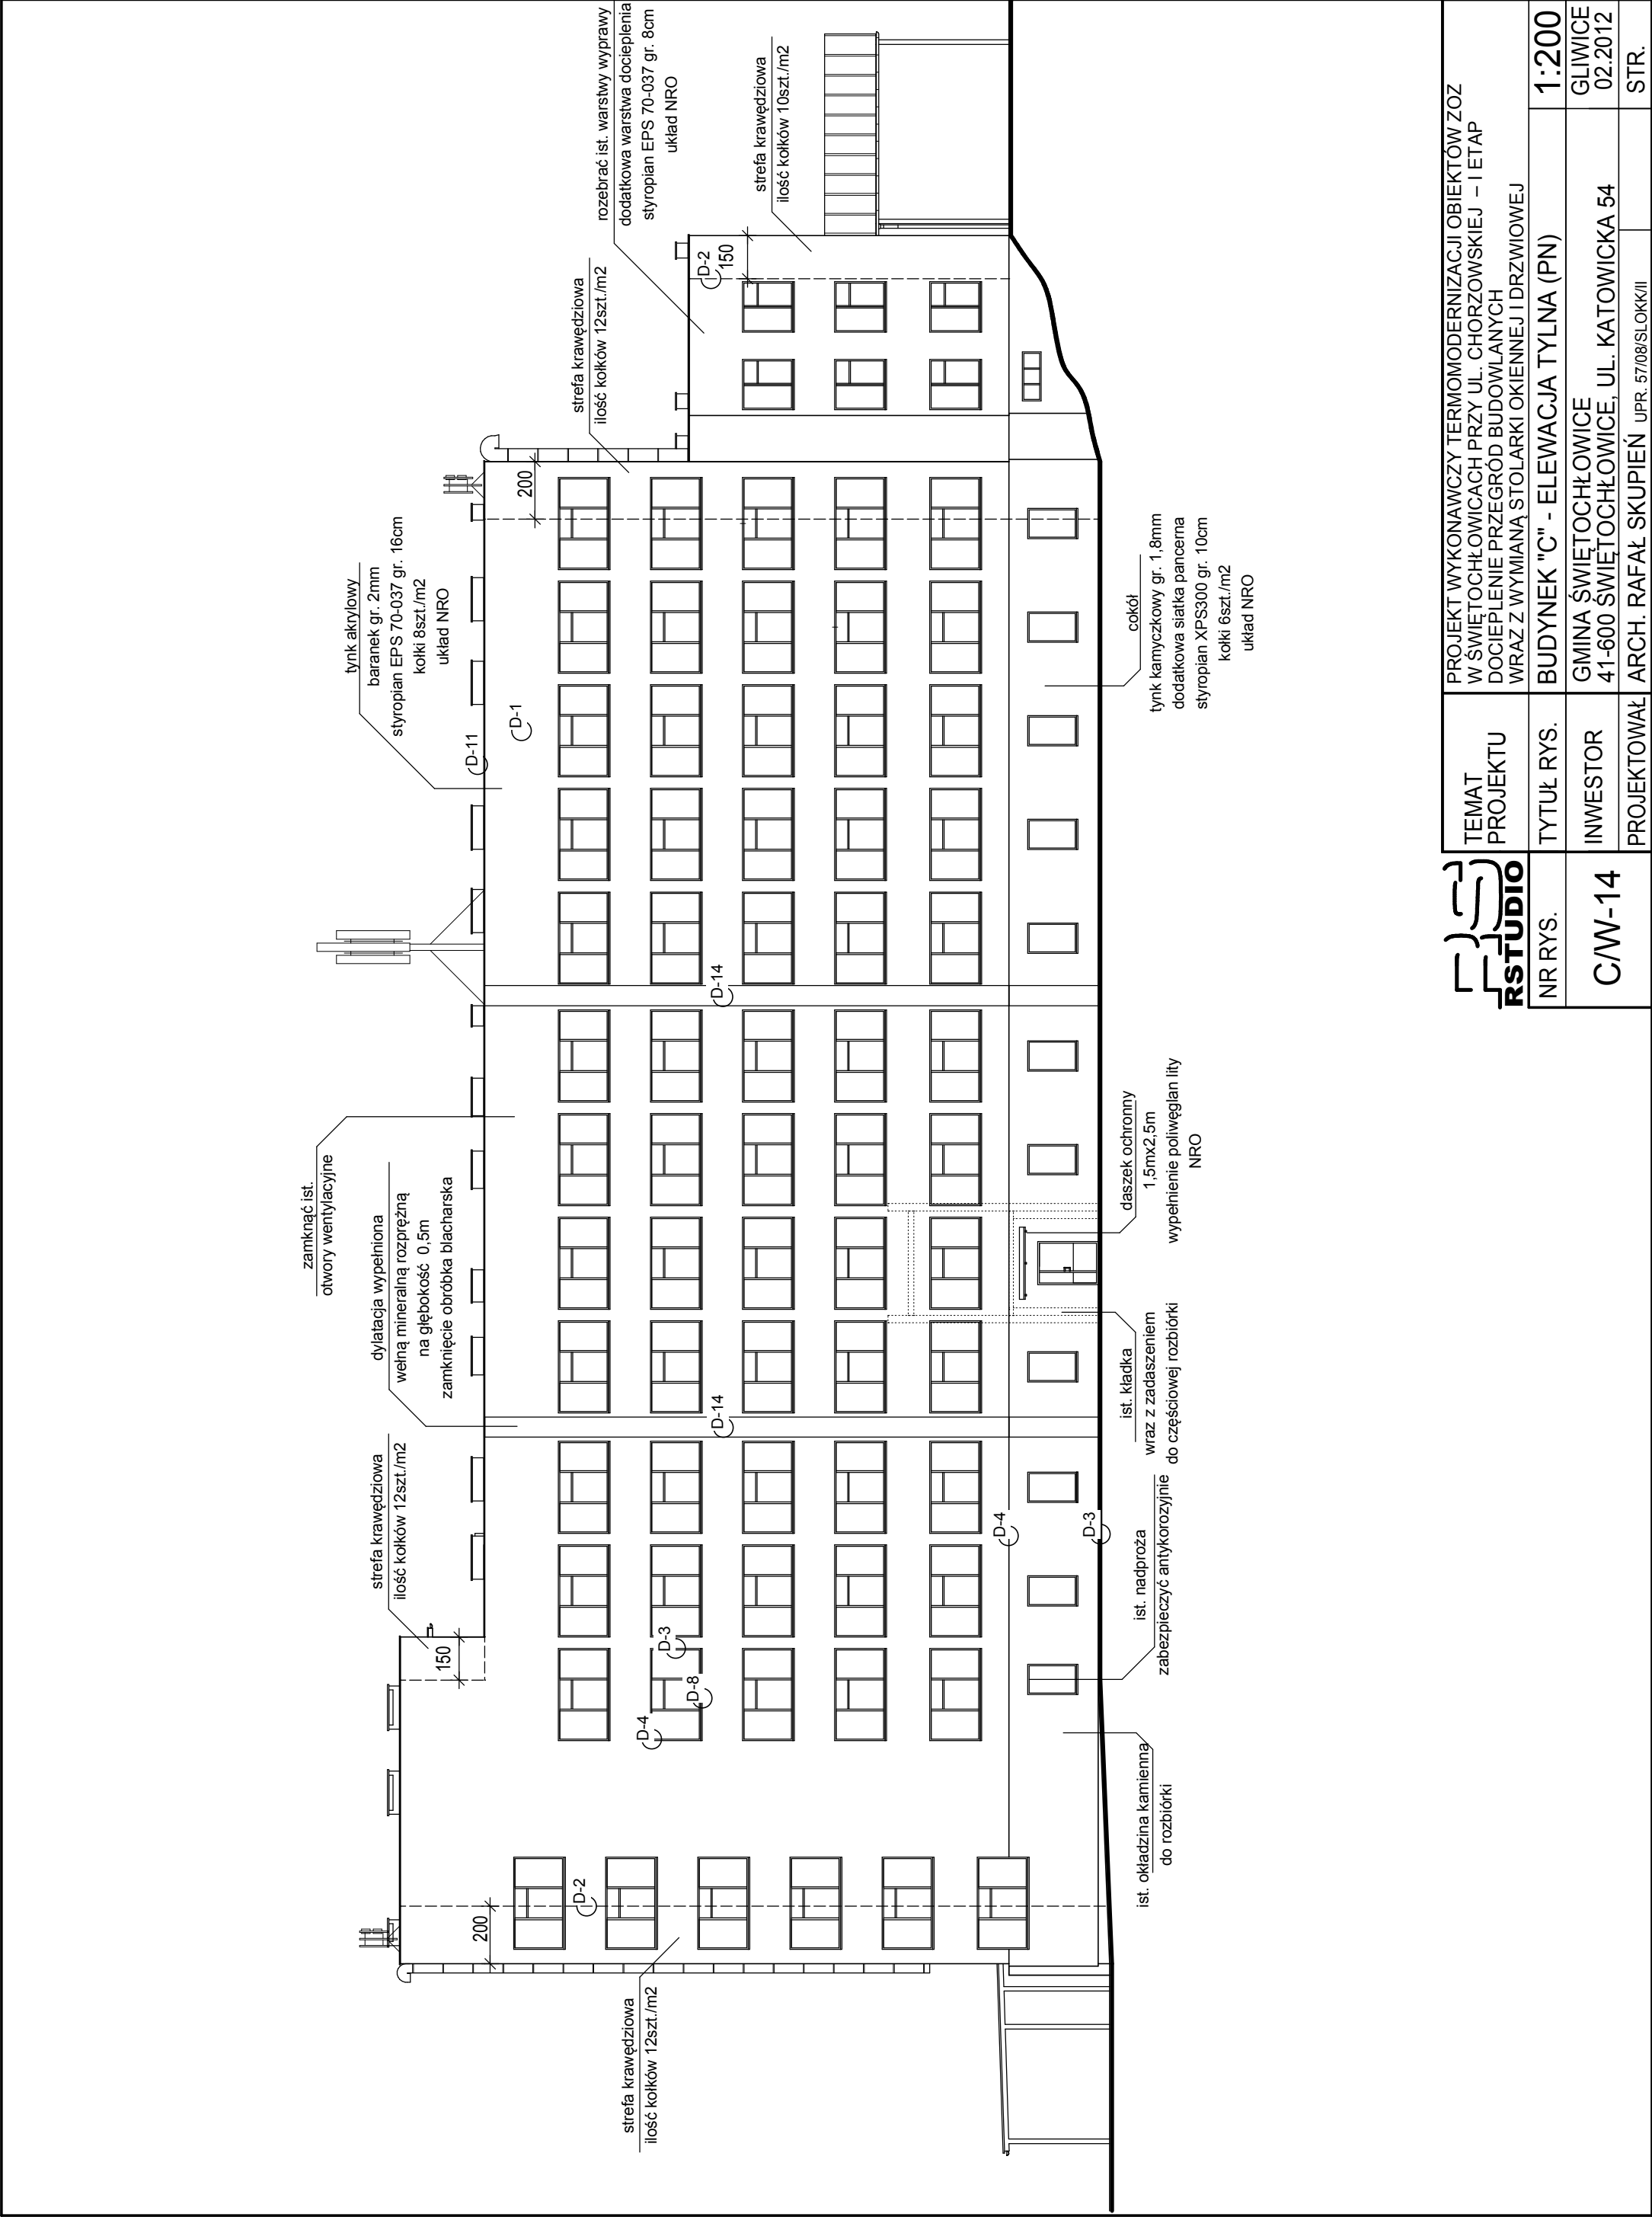 zamknąć ist.
otwory wentylacyjne
tynk akrylowy
baranek gr. 2mm
styropian EPS 70-037 gr. 16cm
kołki 8szt./m2
układ NRO
dylatacja wypełniona
wełną mineralną rozprężną
na głębokość 0,5m
zamknięcie obróbka blacharska
strefa krawędziowa
ilość kołków 12szt./m2
strefa krawędziowa
ilość kołków 12szt./m2
rozebrać ist. warstwy wyprawy
dodatkowa warstwa docieplenia
styropian EPS 70-037 gr. 8cm
układ NRO
strefa krawędziowa
ilość kołków 10szt./m2
strefa krawędziowa
ilość kołków 12szt./m2
150
200
200
150
D-11
D-1
D-2
D-2
D-4
D-8
D-3
D-14
D-14
D-4
D-3
ist. okładzina kamienna
do rozbiórki
ist. nadproża
zabezpieczyć antykorozyjnie
ist. kładka
wraz z zadaszeniem
do częściowej rozbiórki
daszek ochronny
1,5mx2,5m
wypełnienie poliwęglan lity
NRO
cokół
tynk kamyczkowy gr. 1,8mm
dodatkowa siatka pancerna
styropian XPS300 gr. 10cm
kołki 6szt./m2
układ NRO
RSTUDIO
NR RYS.
C/W-14
TEMAT
PROJEKTU
PROJEKT WYKONAWCZY TERMOMODERNIZACJI OBIEKTÓW ZOZ
W ŚWIĘTOCHŁOWICACH PRZY UL. CHORZOWSKIEJ – I ETAP
DOCIEPLENIE PRZEGRÓD BUDOWLANYCH
WRAZ Z WYMIANĄ STOLARKI OKIENNEJ I DRZWIOWEJ
TYTUŁ RYS.
BUDYNEK "C" - ELEWACJA TYLNA (PN)
1:200
INWESTOR
GMINA ŚWIĘTOCHŁOWICE
41-600 ŚWIĘTOCHŁOWICE, UL. KATOWICKA 54
GLIWICE
02.2012
PROJEKTOWAŁ
ARCH. RAFAŁ SKUPIEŃ UPR. 57/08/SLOKK/II
STR.